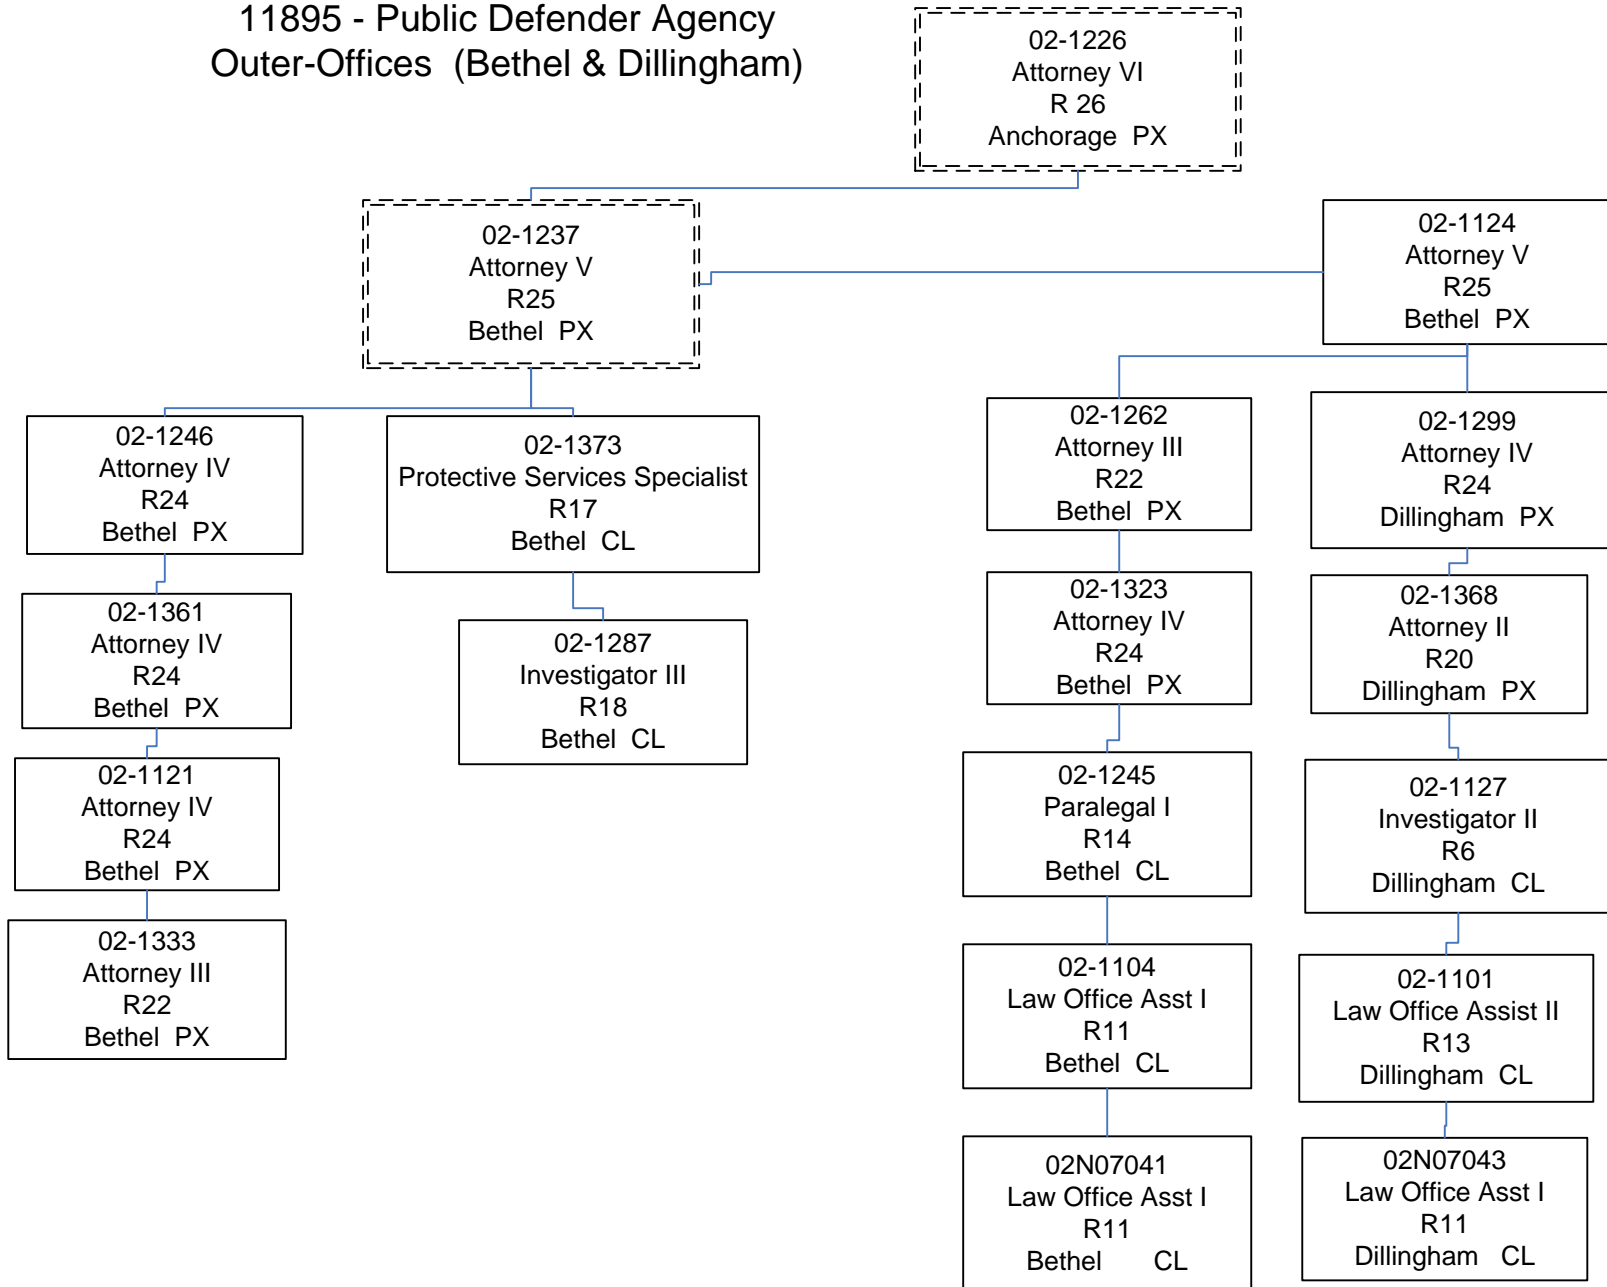 11895 - Public Defender Agency
Outer-Offices (Bethel & Dillingham)
02-1226
Attorney VI
R 26
Anchorage PX
02-1237
Attorney V
R25
Bethel PX
02-1124
Attorney V
R25
Bethel PX
02-1246
Attorney IV
R24
Bethel PX
02-1373
Protective Services Specialist
R17
Bethel CL
02-1262
Attorney III
R22
Bethel PX
02-1299
Attorney IV
R24
Dillingham PX
02-1361
Attorney IV
R24
Bethel PX
02-1287
Investigator III
R18
Bethel CL
02-1323
Attorney IV
R24
Bethel PX
02-1368
Attorney II
R20
Dillingham PX
02-1121
Attorney IV
R24
Bethel PX
02-1245
Paralegal I
R14
Bethel CL
02-1127
Investigator II
R6
Dillingham CL
02-1333
Attorney III
R22
Bethel PX
02-1104
Law Office Asst I
R11
Bethel CL
02-1101
Law Office Assist II
R13
Dillingham CL
02N07041
Law Office Asst I
R11
Bethel CL
02N07043
Law Office Asst I
R11
Dillingham CL